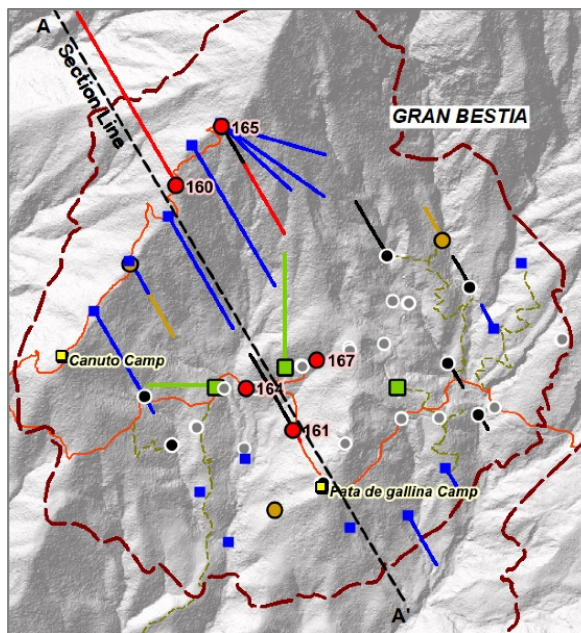 A
Section Line
165
GRAN BESTIA
160
Canuto Camp
167
164
161
Pata de gallina Camp
A'